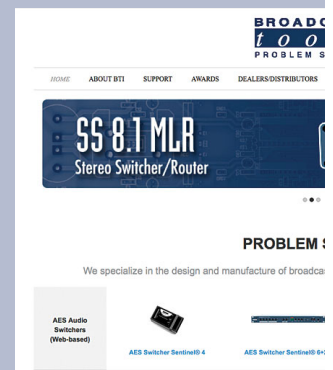 BROADC
too
PROBLEM S
HOME ABOUT BTI SUPPORT AWARDS DEALERS/DISTRIBUTORS
SS 8.1 MLR
Stereo Switcher/Router
PROBLEM S
We specialize in the design and manufacture of broadca
AES Audio
Switchers
(Web-based)
AES Switcher Sentinel® 4 AES Switcher Sentinel® 6+